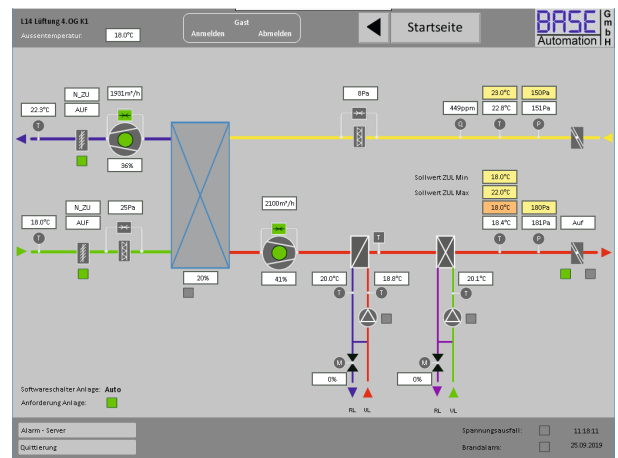 L14 Lüftung 4.OG K1
Aussentemperatur:
18.0°C
Gast
Anmelden
Abmelden
Startseite
BASE
Automation
GmbH
N_ZU
1931m³/h
8Pa
23.0°C
150Pa
22.3°C
AUF
449ppm
22.8°C
151Pa
T
Q
T
P
36%
Sollwert ZUL Min
18.0°C
Sollwert ZUL Max
22.0°C
N_ZU
25Pa
2100m³/h
18.0°C
180Pa
18.0°C
AUF
18.4°C
181Pa
Auf
T
T
T
P
20%
41%
20.0°C
18.8°C
20.1°C
T
T
T
M
M
0%
0%
Softwareschalter Anlage: Auto
Anforderung Anlage:
RL
VL
RL
VL
Alarm - Server
Spannungsausfall:
11:18:11
Quittierung
Brandalarm:
25.09.2019